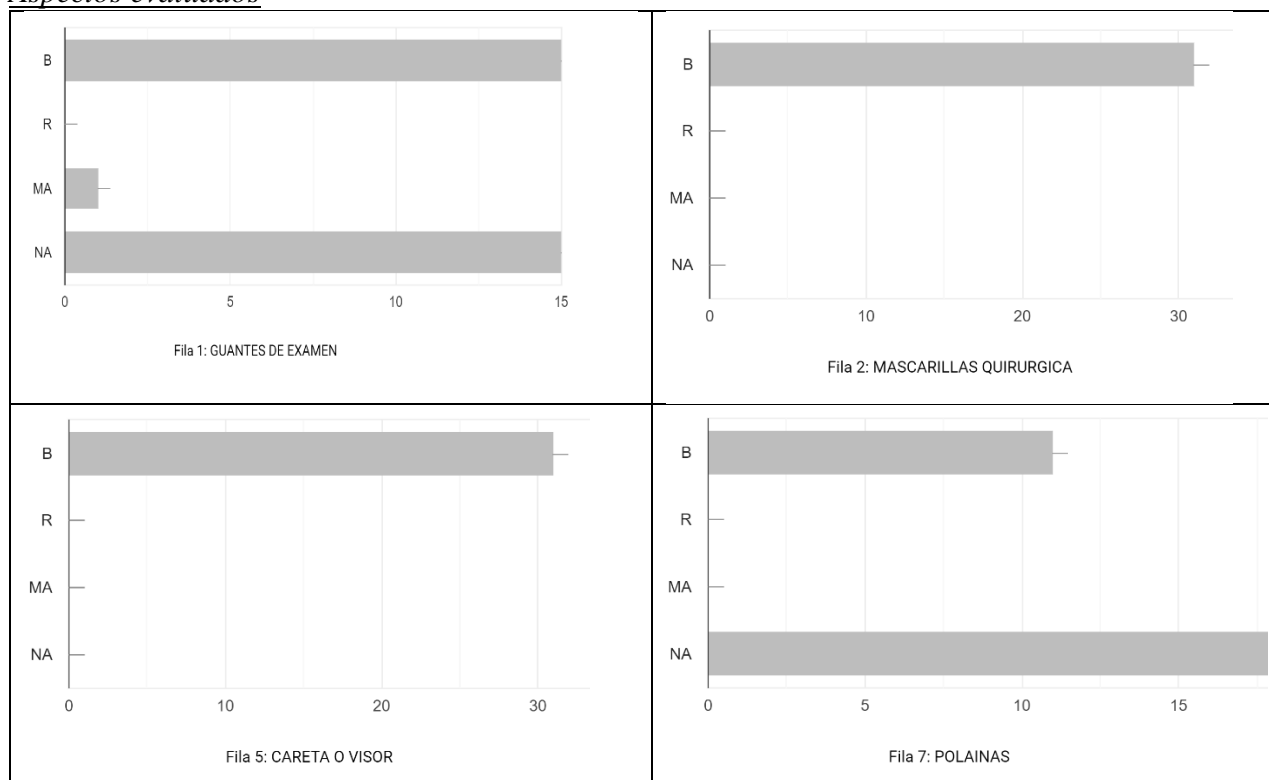 Aspectos evaluados
B
R
MA
NA
0 5 10 15
Fila 1: GUANTES DE EXAMEN
B
R
MA
NA
0 10 20 30
Fila 2: MASCARILLAS QUIRURGICA
B
R
MA
NA
0 10 20 30
Fila 5: CARETA O VISOR
B
R
MA
NA
0 5 10 15
Fila 7: POLAINAS